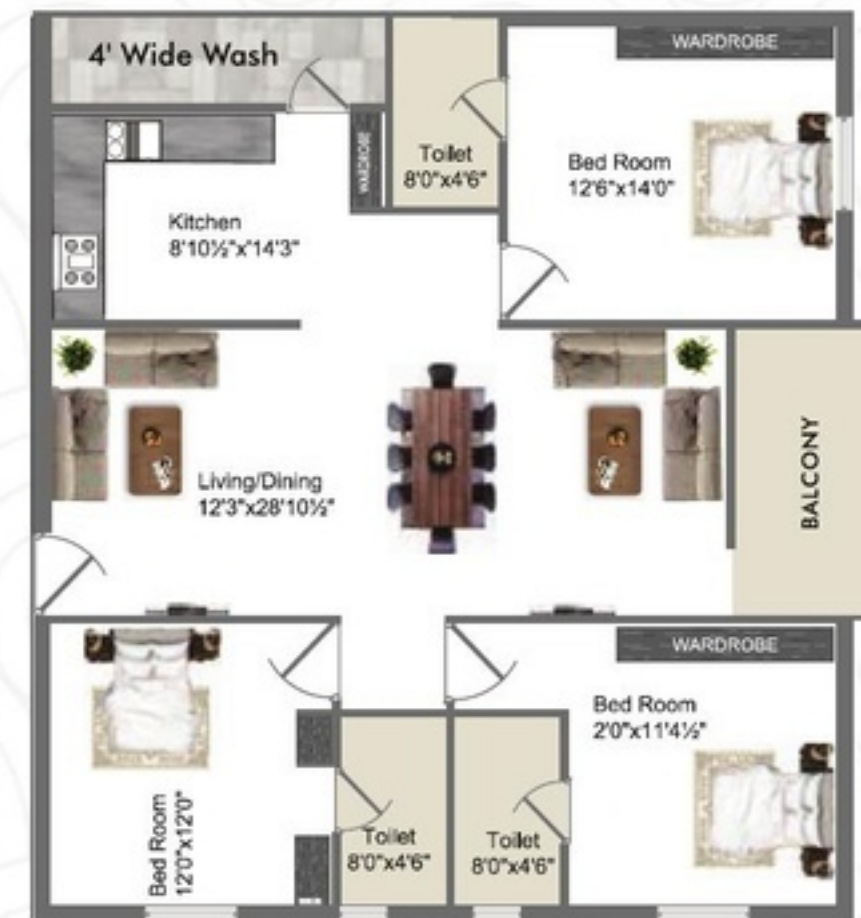 4' Wide Wash
WARDROBE
WARDROBE
Toilet
8'0"x4'6"
Bed Room
12'6"x14'0"
Kitchen
8'10½"x'14'3"
Living/Dining
12'3"x28'10½"
BALCONY
WARDROBE
Bed Room
2'0"x11'4½"
Bed Room
12'0"x12'0"
Toilet
8'0"x4'6"
Toilet
8'0"x4'6"